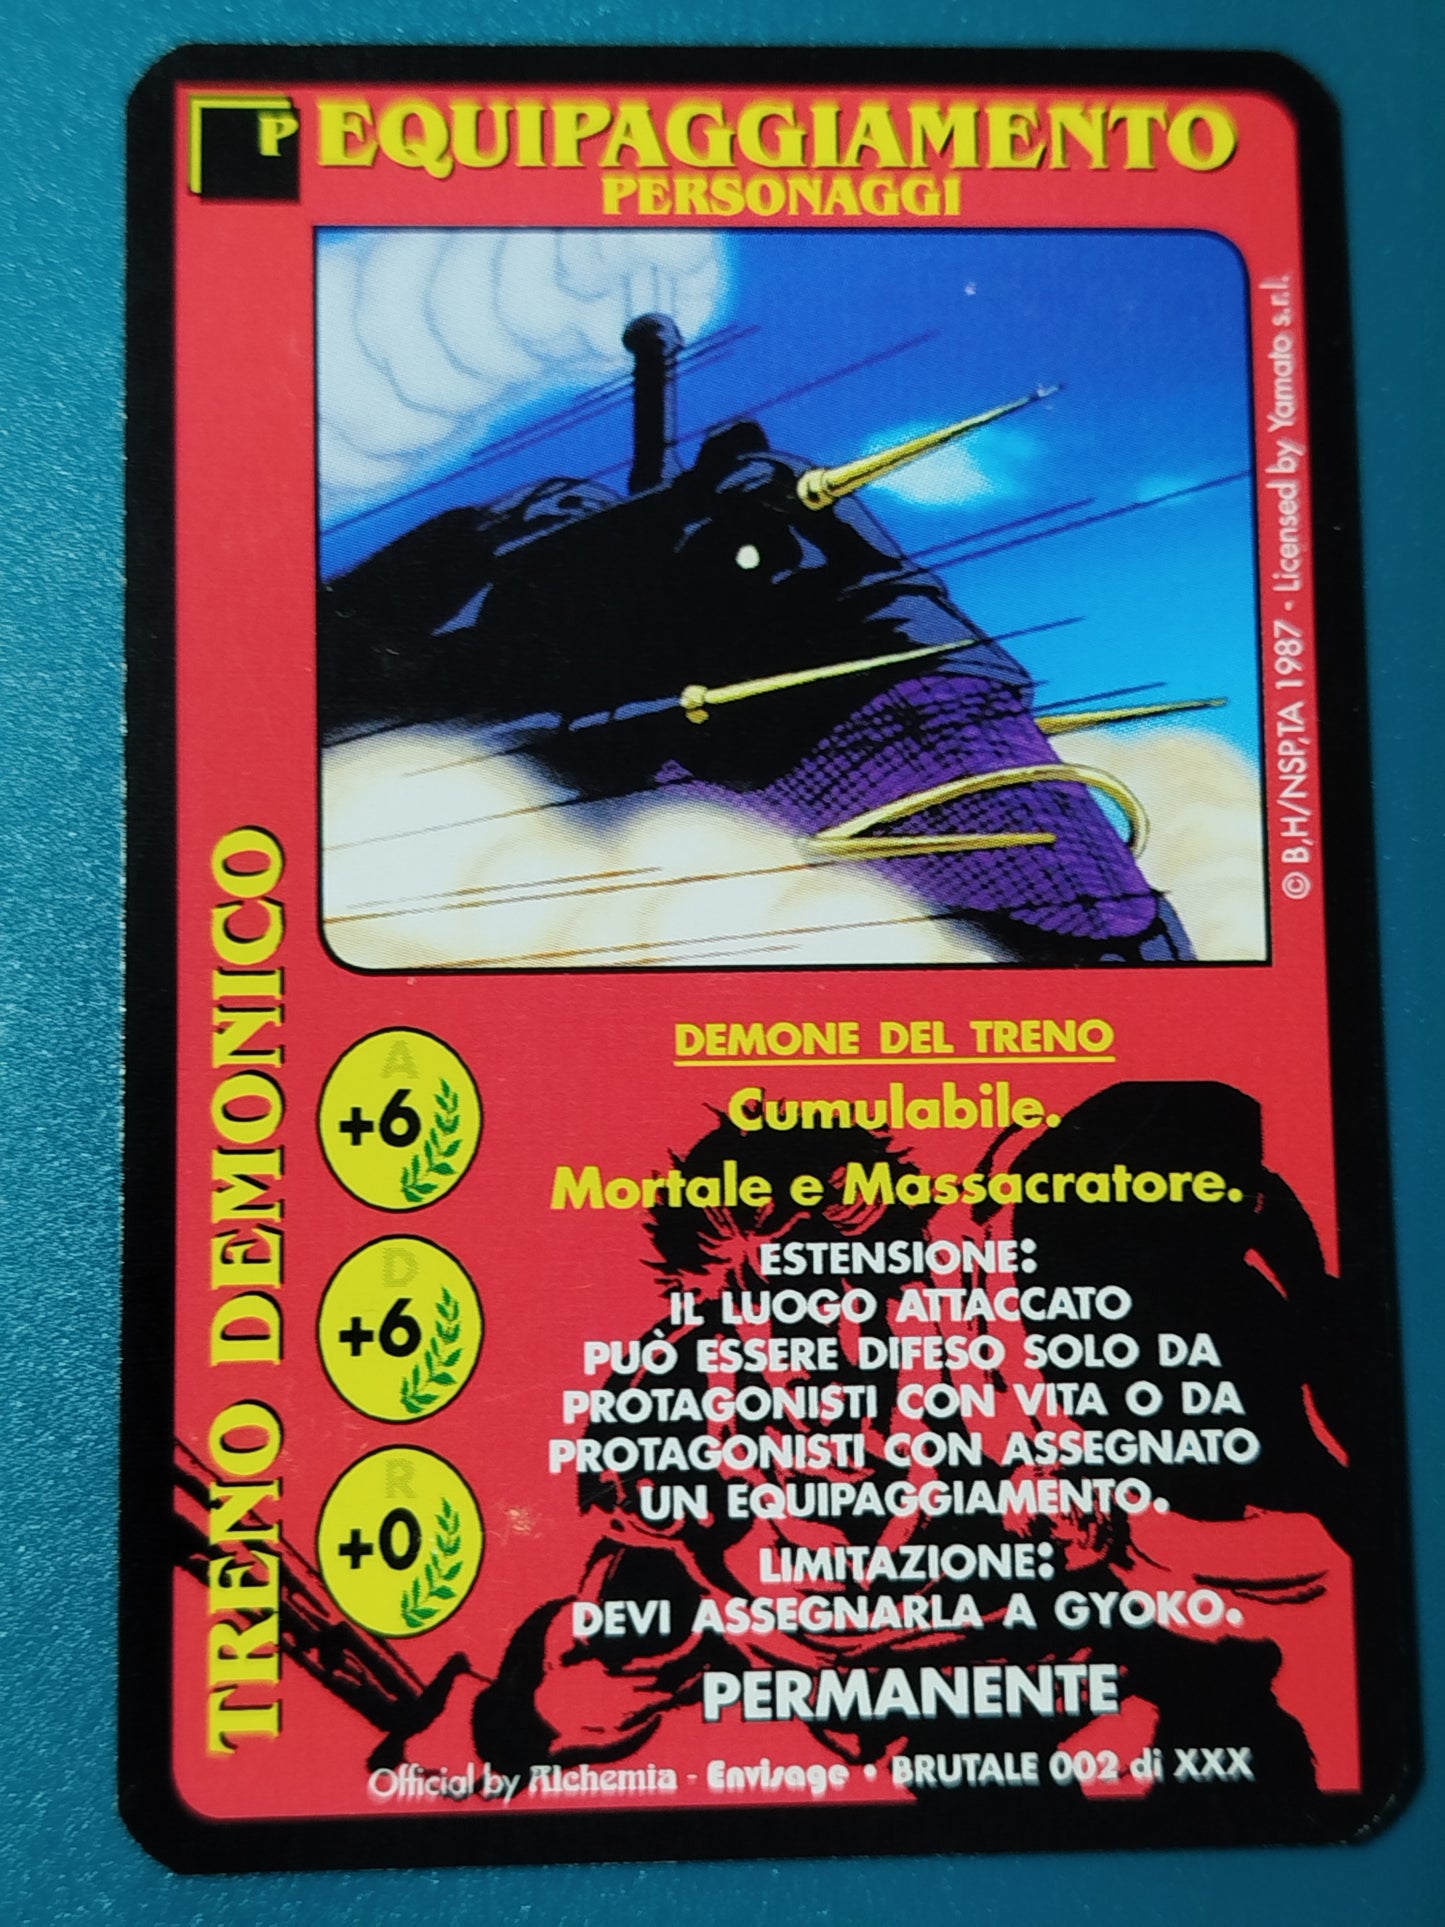 P
EQUIPAGGIAMENTO
PERSONAGGI
© B,H/NSP,TA 1987 • Licensed by Yamato s.r.l.
TRENO DEMONICO
A
+6
D
+6
R
+0
DEMONE DEL TRENO
Cumulabile.
Mortale e Massacratore.
ESTENSIONE:
IL LUOGO ATTACCATO
PUÒ ESSERE DIFESO SOLO DA
PROTAGONISTI CON VITA O DA
PROTAGONISTI CON ASSEGNATO
UN EQUIPAGGIAMENTO.
LIMITAZIONE:
DEVI ASSEGNARLA A GYOKO.
PERMANENTE
Official by Alchemia - Envisage • BRUTALE 002 di XXX